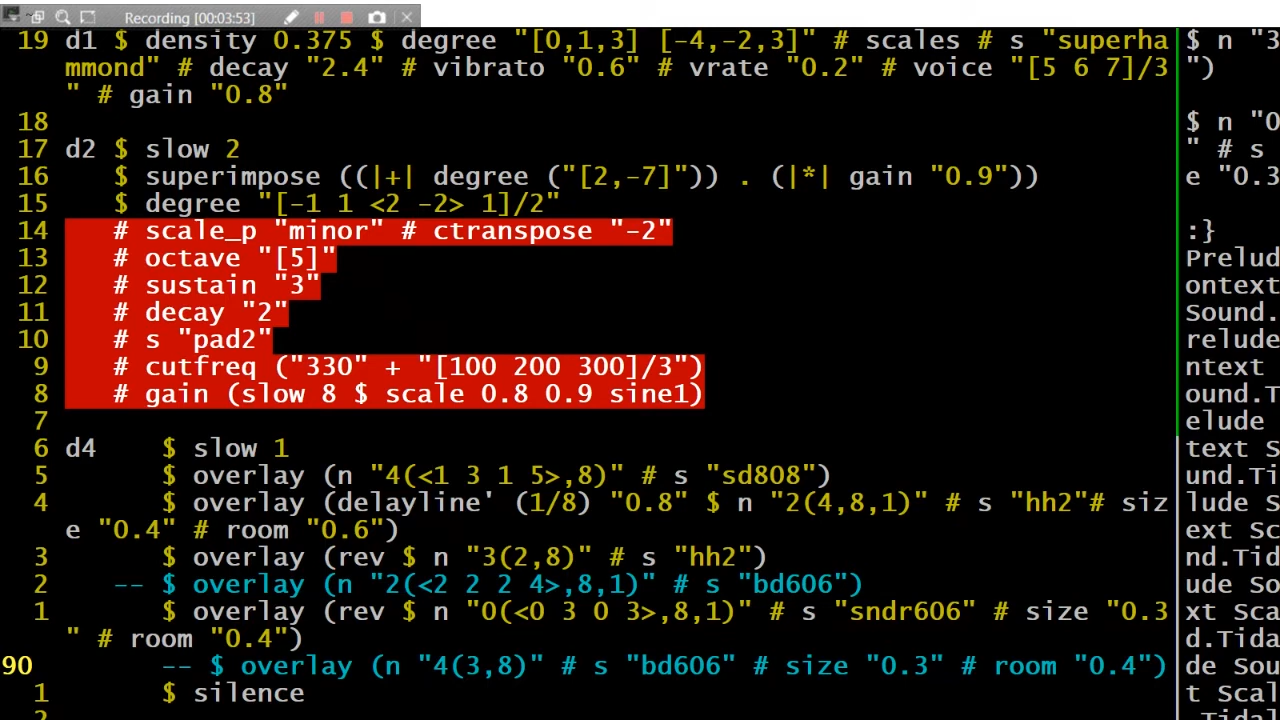 Recording [00:03:53]
19 d1 $ density 0.375 $ degree "[0,1,3] [-4,-2,3]" # scales # s "superha
mmond" # decay "2.4" # vibrato "0.6" # vrate "0.2" # voice "[5 6 7]/3
" # gain "0.8"
18
17 d2 $ slow 2
16 $ superimpose ((|+| degree ("[2,-7]")) . (|*| gain "0.9"))
15 $ degree "[-1 1 <2 -2> 1]/2"
14 # scale_p "minor" # ctranspose "-2"
13 # octave "[5]"
12 # sustain "3"
11 # decay "2"
10 # s "pad2"
9 # cutfreq ("330" + "[100 200 300]/3")
8 # gain (slow 8 $ scale 0.8 0.9 sine1)
7
6 d4 $ slow 1
5 $ overlay (n "4(<1 3 1 5>,8)" # s "sd808")
4 $ overlay (delayline' (1/8) "0.8" $ n "2(4,8,1)" # s "hh2"# siz
e "0.4" # room "0.6")
3 $ overlay (rev $ n "3(2,8)" # s "hh2")
2 -- $ overlay (n "2(<2 2 2 4>,8,1)" # s "bd606")
1 $ overlay (rev $ n "0(<0 3 0 3>,8,1)" # s "sndr606" # size "0.3
" # room "0.4")
90 -- $ overlay (n "4(3,8)" # s "bd606" # size "0.3" # room "0.4")
1 $ silence
2
$ n "3
")
$ n "0
" # s
e "0.3
:}
Prelud
ontext
Sound.
relude
ntext
ound.T
elude
text S
und.Ti
lude S
ext Sc
nd.Tid
ude So
xt Sca
d.Tida
de Sou
t Scal
.Tidal